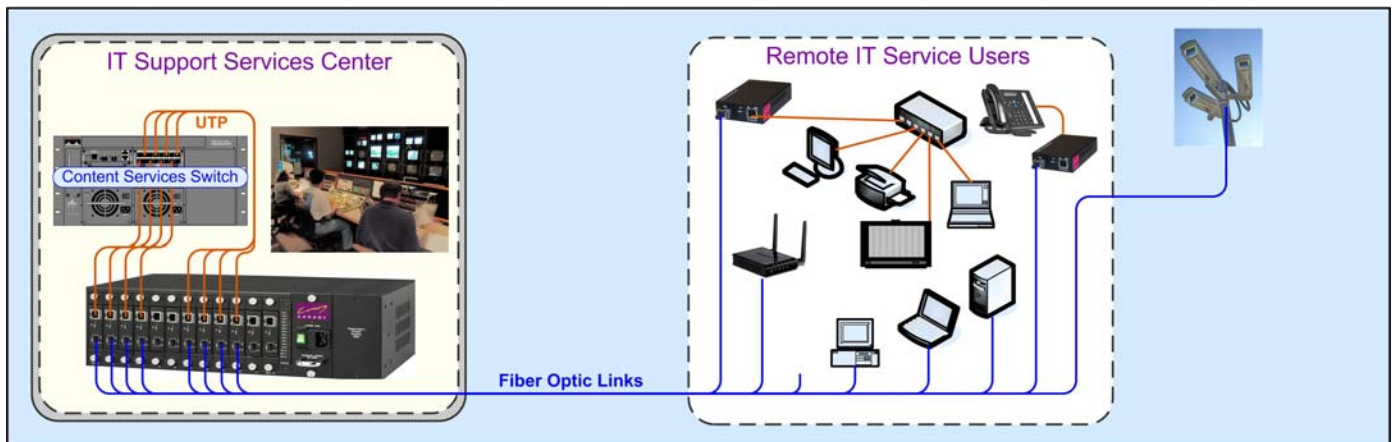 IT Support Services Center
Remote IT Service Users
UTP
Content Services Switch
Fiber Optic Links